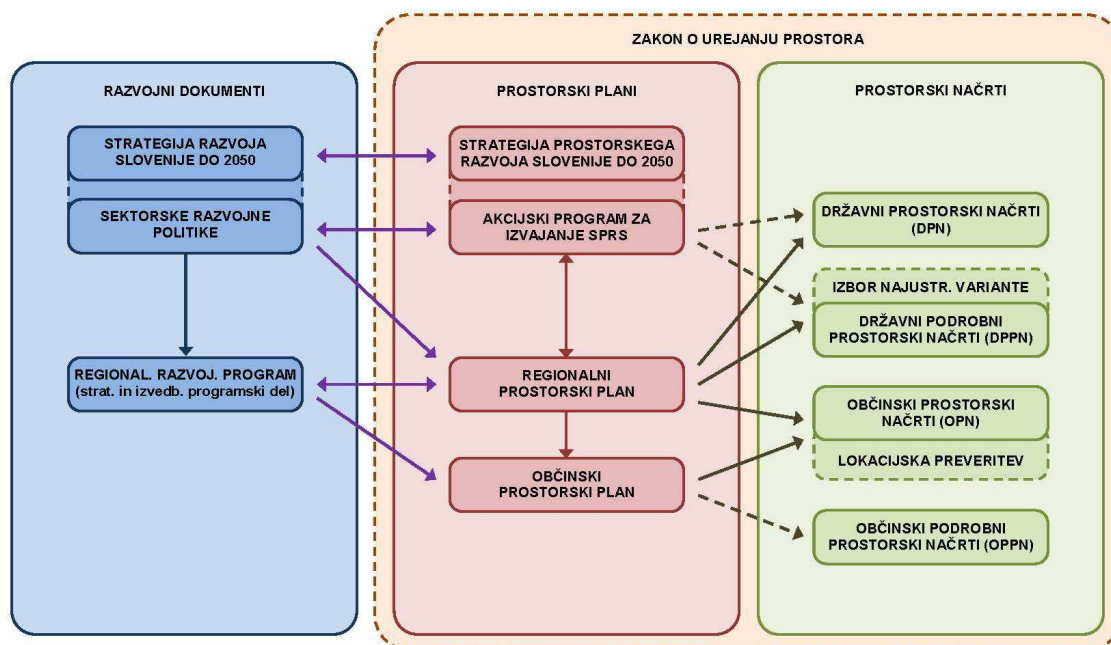 ZAKON O UREJANJU PROSTORA
RAZVOJNI DOKUMENTI
STRATEGIJA RAZVOJA
SLOVENIJE DO 2050
SEKTORSKE RAZVOJNE
POLITIKE
REGIONAL. RAZVOJ. PROGRAM
(strat. in izvedb. programski del)
PROSTORSKI PLANI
STRATEGIJA PROSTORSKEGA
RAZVOJA SLOVENIJE DO 2050
AKCIJSKI PROGRAM ZA
IZVAJANJE SPRS
REGIONALNI
PROSTORSKI PLAN
OBČINSKI
PROSTORSKI PLAN
PROSTORSKI NAČRTI
DRŽAVNI PROSTORSKI NAČRTI
(DPN)
IZBOR NAJUSTR. VARIANTE
DRŽAVNI PODROBNI
PROSTORSKI NAČRTI (DPPN)
OBČINSKI PROSTORSKI
NAČRTI (OPN)
LOKACIJSKA PREVERITEV
OBČINSKI PODROBNI
PROSTORSKI NAČRTI (OPPN)